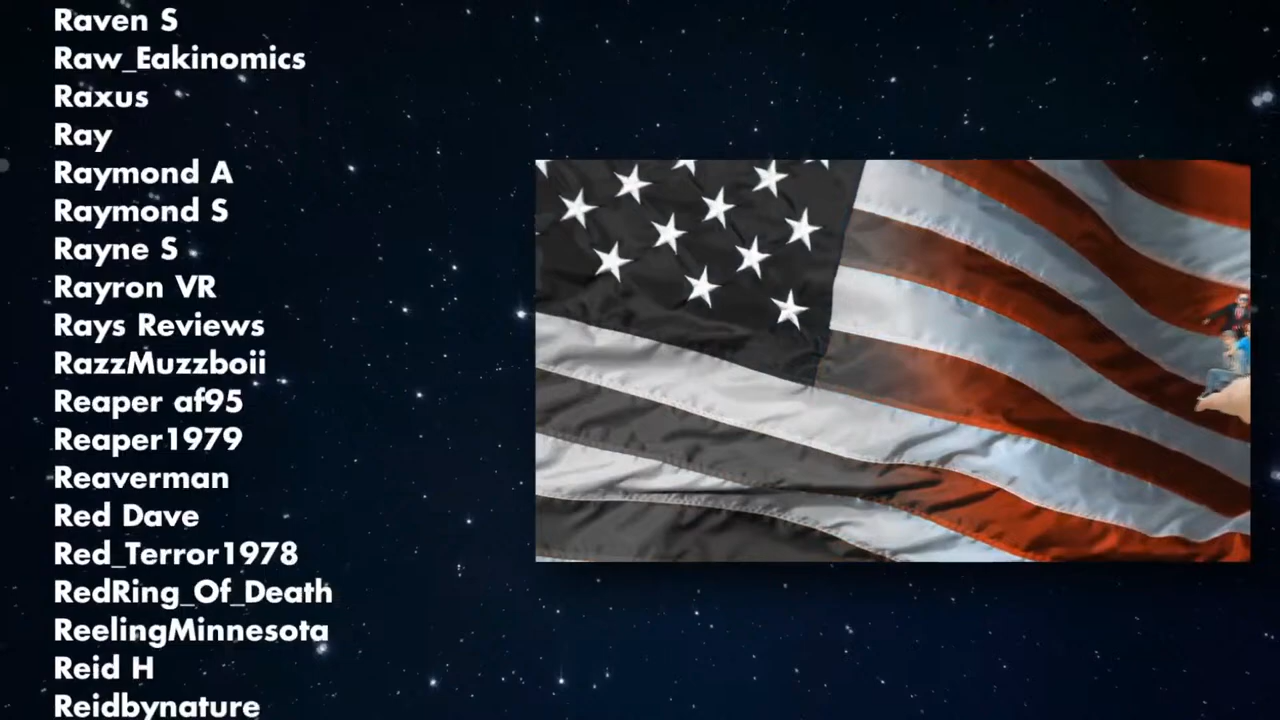 Raven S
Raw_Eakinomics
Raxus
Ray
Raymond A
Raymond S
Rayne S
Rayron VR
Rays Reviews
RazzMuzzboii
Reaper af95
Reaper1979
Reaverman
Red Dave
Red_Terror1978
RedRing_Of_Death
ReelingMinnesota
Reid H
Reidbynature